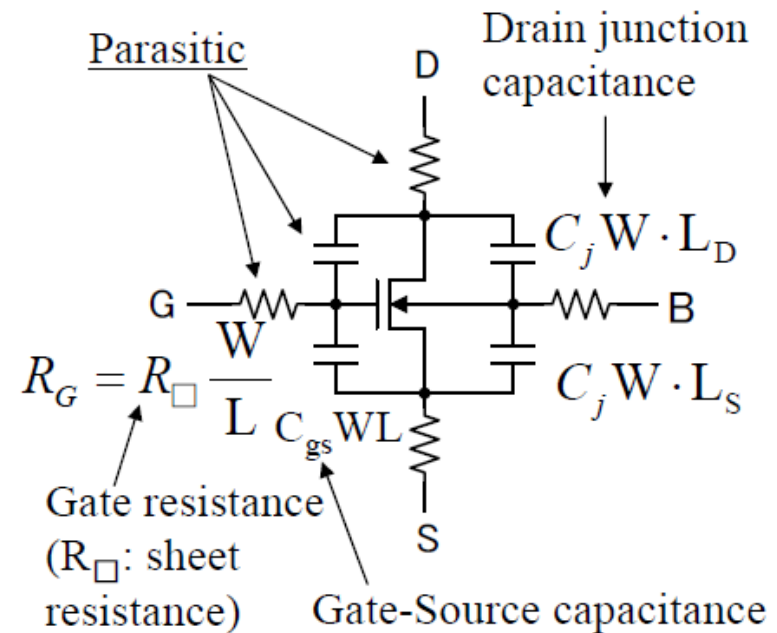 Parasitic
Drain junction
capacitance
D
C_j W · L_D
G
B
R_G = R_□ W/L
C_gs WL
C_j W · L_S
Gate resistance
(R_□: sheet
resistance)
S
Gate-Source capacitance